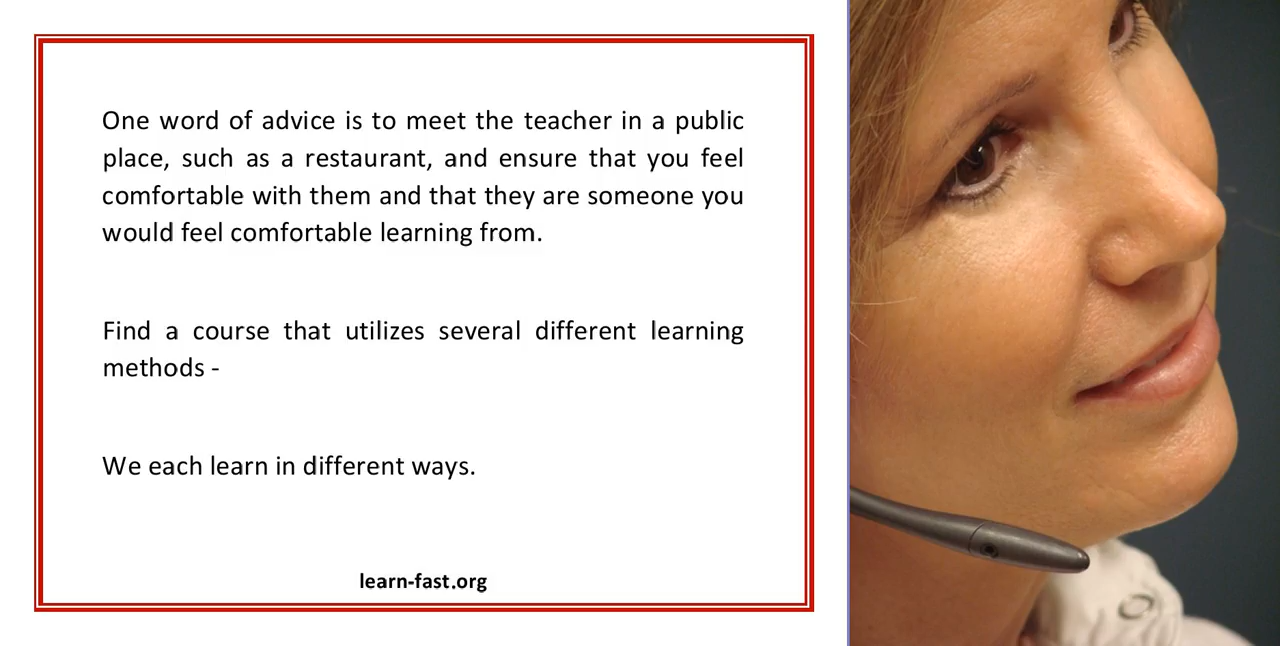 One word of advice is to meet the teacher in a public
place, such as a restaurant, and ensure that you feel
comfortable with them and that they are someone you
would feel comfortable learning from.
Find a course that utilizes several different learning
methods -
We each learn in different ways.
learn-fast.org